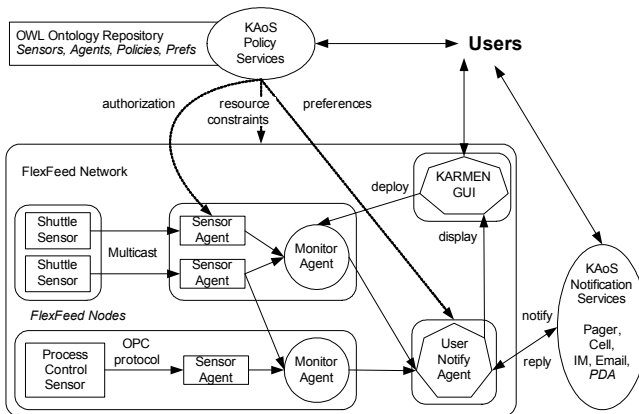 OWL Ontology Repository
Sensors, Agents, Policies, Prefs
KAoS
Policy
Services
Users
authorization
resource
constraints
preferences
FlexFeed Network
KARMEN
GUI
deploy
display
Shuttle
Sensor
Shuttle
Sensor
Multicast
Sensor
Agent
Sensor
Agent
Monitor
Agent
FlexFeed Nodes
Process
Control
Sensor
OPC
protocol
Sensor
Agent
Monitor
Agent
User
Notify
Agent
notify
reply
KAoS
Notification
Services
Pager,
Cell,
IM, Email,
PDA